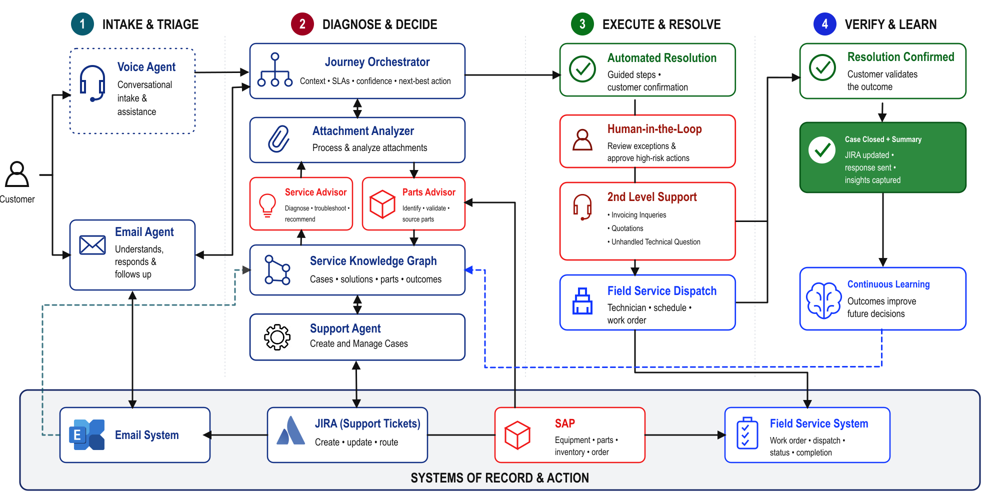 1 INTAKE & TRIAGE
2 DIAGNOSE & DECIDE
3 EXECUTE & RESOLVE
4 VERIFY & LEARN
Customer
Voice Agent
Conversational
intake &
assistance
Email Agent
Understands,
responds &
follows up
Journey Orchestrator
Context • SLAs • confidence • next-best action
Attachment Analyzer
Process & analyze attachments
Service Advisor
Diagnose • troubleshoot •
recommend
Parts Advisor
Identify • validate •
source parts
Service Knowledge Graph
Cases • solutions • parts • outcomes
Support Agent
Create and Manage Cases
Automated Resolution
Guided steps •
customer confirmation
Human-in-the-Loop
Review exceptions &
approve high-risk actions
2nd Level Support
• Invoicing Inqueries
• Quotations
• Unhandled Technical Question
Field Service Dispatch
Technician • schedule •
work order
Resolution Confirmed
Customer validates
the outcome
Case Closed + Summary
JIRA updated •
response sent •
insights captured
Continuous Learning
Outcomes improve
future decisions
E
Email System
JIRA (Support Tickets)
Create • update • route
SAP
Equipment • parts •
inventory • order
Field Service System
Work order • dispatch •
status • completion
SYSTEMS OF RECORD & ACTION